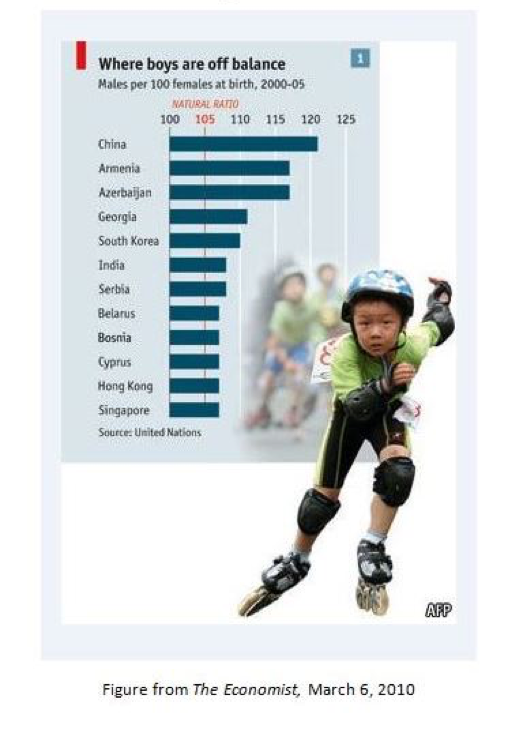 Where boys are off balance
1
Males per 100 females at birth, 2000-05
NATURAL RATIO
100 105 110 115 120 125
China
Armenia
Azerbaijan
Georgia
South Korea
India
Serbia
Belarus
Bosnia
Cyprus
Hong Kong
Singapore
Source: United Nations
AFP
Figure from The Economist, March 6, 2010